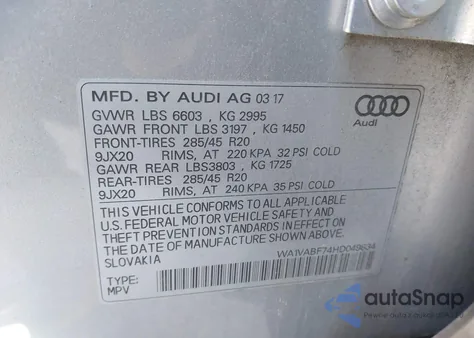 MFD. BY AUDI AG 03 17
GVWR LBS 6603 , KG 2995
GAWR FRONT LBS 3197 , KG 1450
FRONT-TIRES 285/45 R20
9JX20 RIMS, AT 220 KPA 32 PSI COLD
GAWR REAR LBS3803 , KG 1725
REAR-TIRES 285/45 R20
9JX20 RIMS, AT 240 KPA 35 PSI COLD
Audi
THIS VEHICLE CONFORMS TO ALL APPLICABLE
U.S. FEDERAL MOTOR VEHICLE SAFETY AND
THEFT PREVENTION STANDARDS IN EFFECT ON
THE DATE OF MANUFACTURE SHOWN ABOVE.
SLOVAKIA
TYPE:
MPV
autoSnap